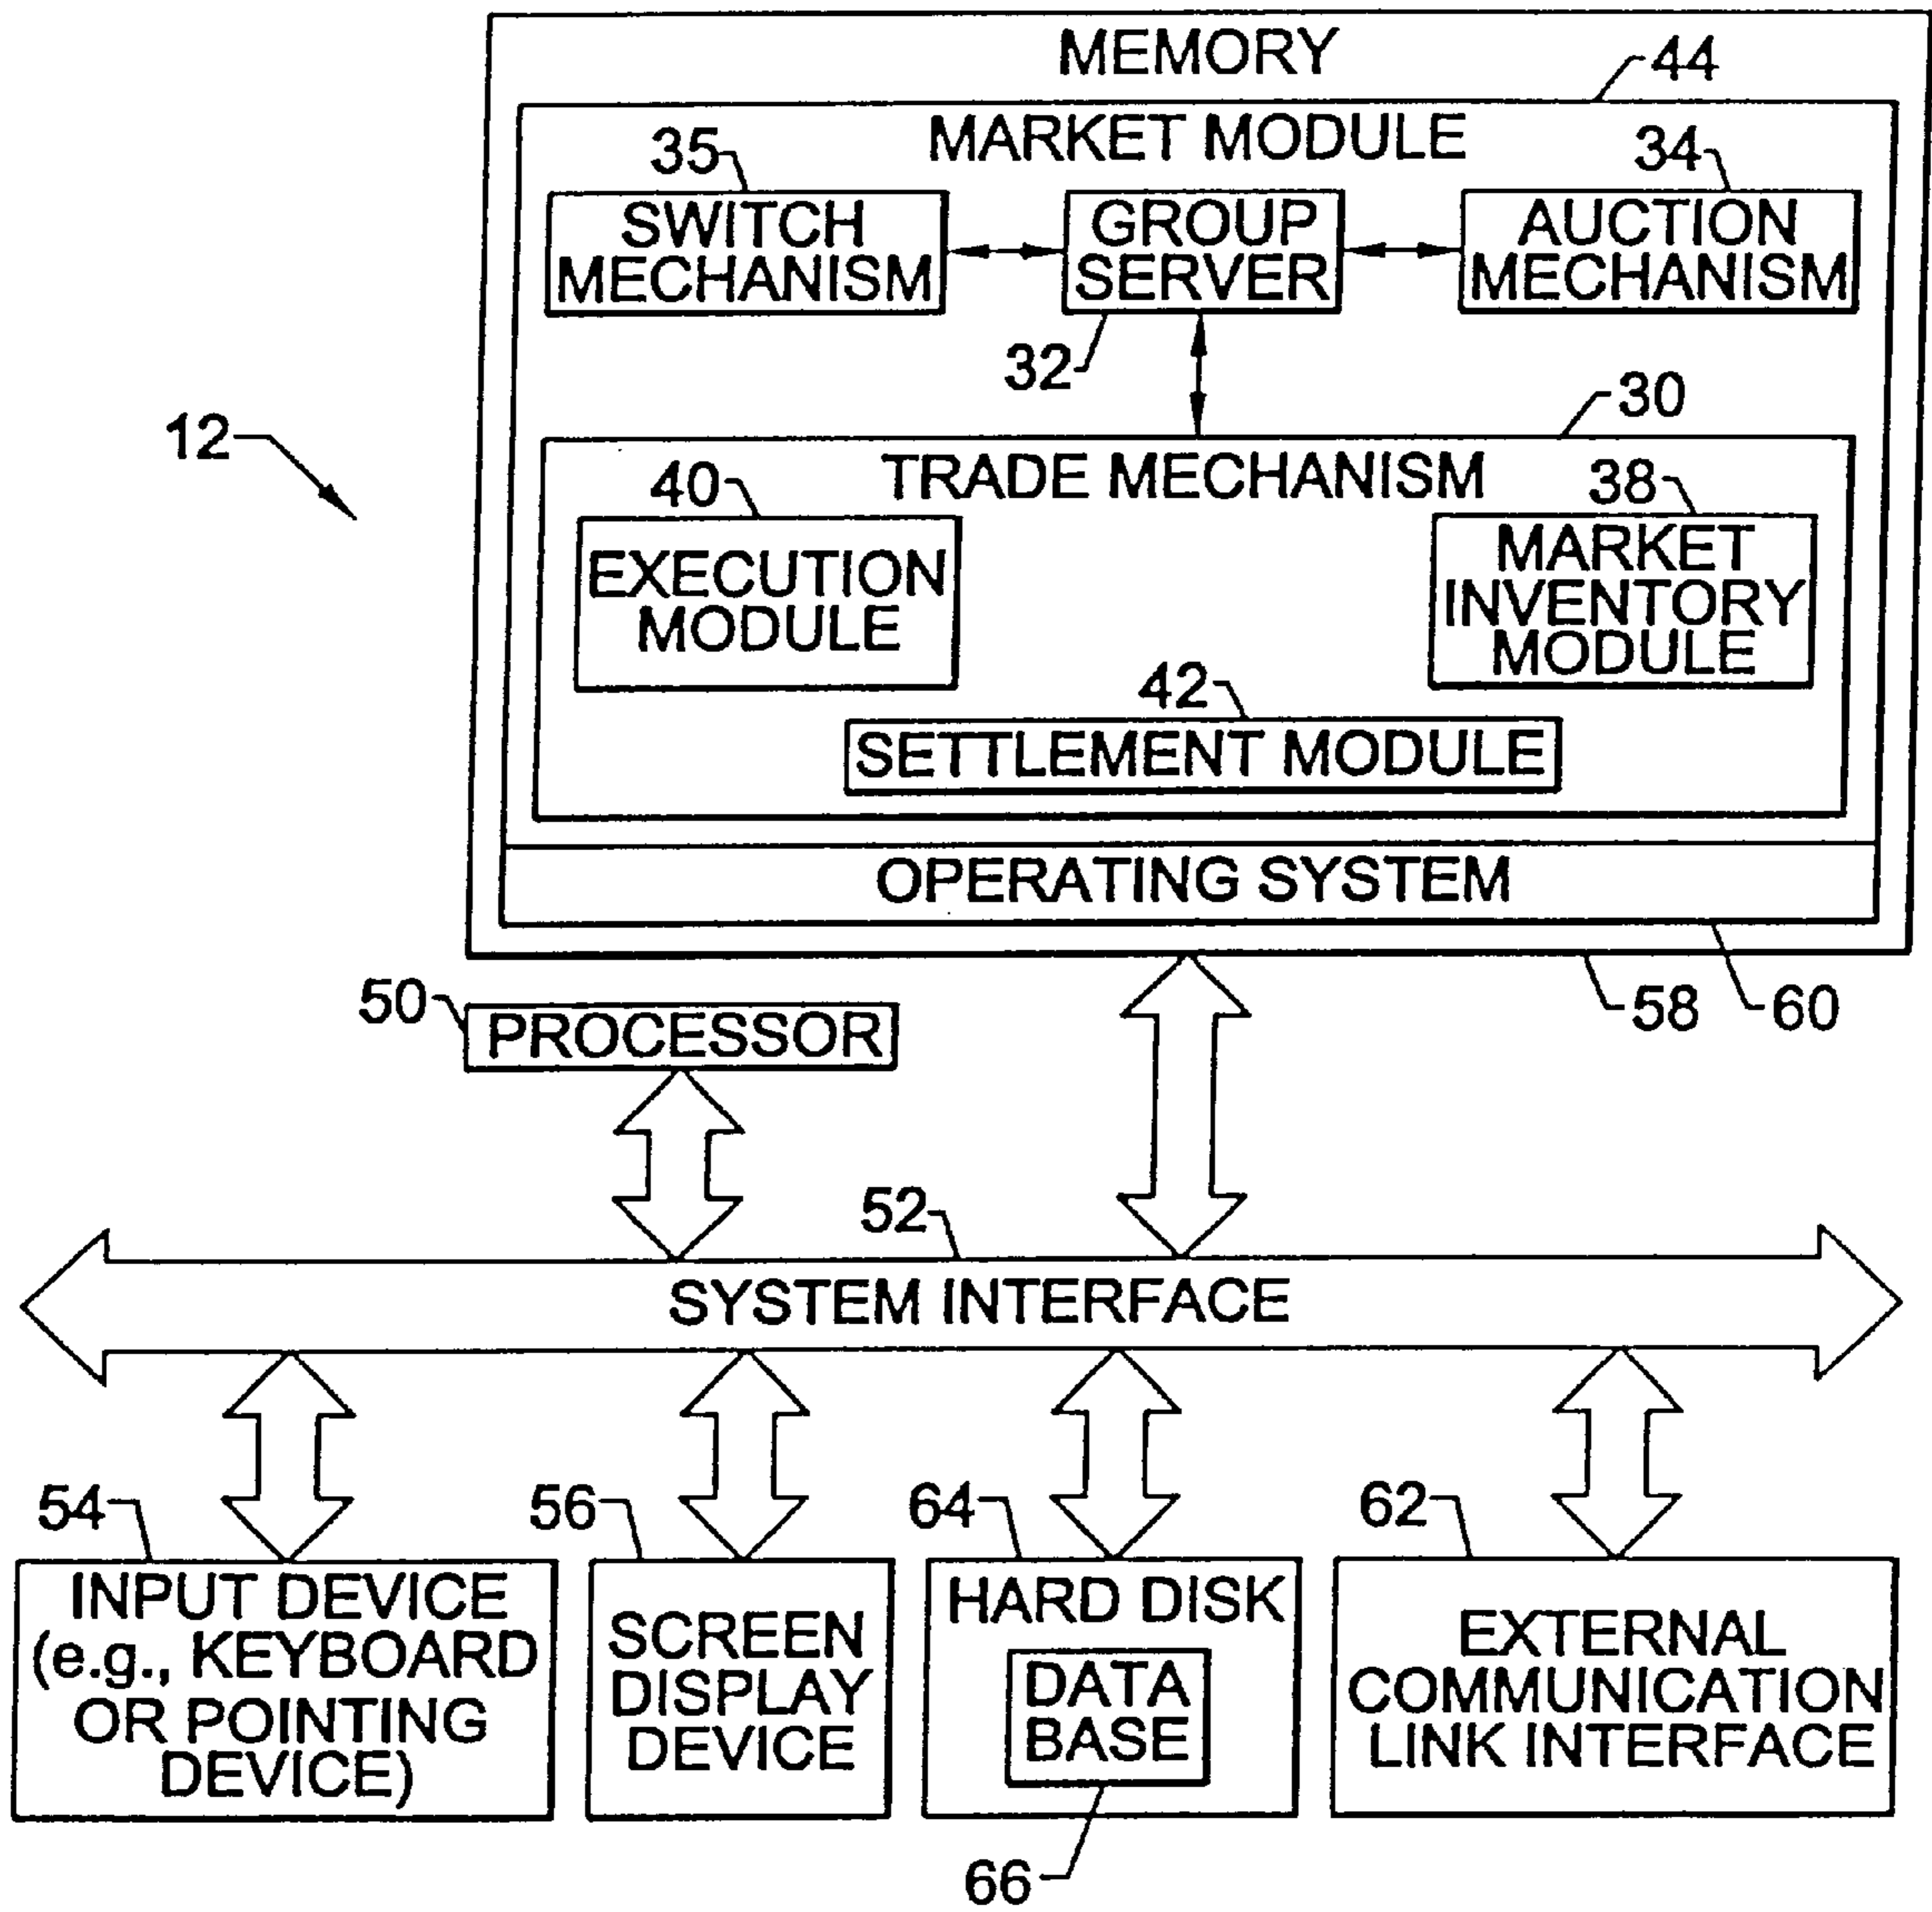 MEMORY
44
MARKET MODULE
35
34
SWITCH
MECHANISM
GROUP
SERVER
AUCTION
MECHANISM
32
30
12
TRADE MECHANISM
40
38
EXECUTION
MODULE
MARKET
INVENTORY
MODULE
42
SETTLEMENT MODULE
OPERATING SYSTEM
50
58
60
PROCESSOR
52
SYSTEM INTERFACE
54
56
64
62
INPUT DEVICE
(e.g., KEYBOARD
OR POINTING
DEVICE)
SCREEN
DISPLAY
DEVICE
HARD DISK
DATA
BASE
EXTERNAL
COMMUNICATION
LINK INTERFACE
66